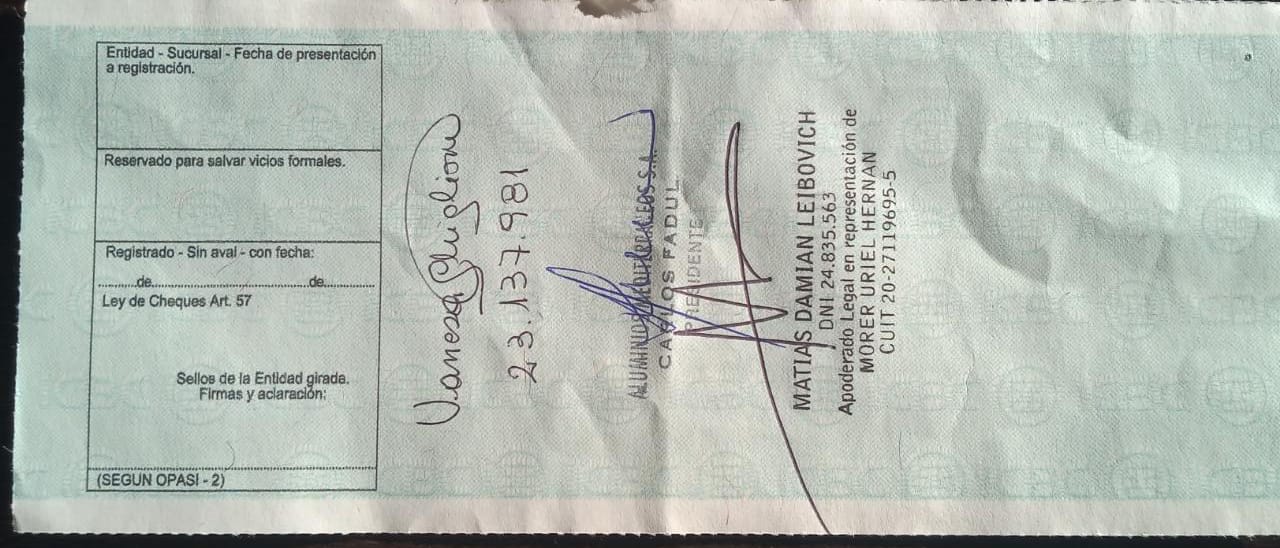 Entidad - Sucursal - Fecha de presentación
a registración.
Reservado para salvar vicios formales.
Registrado - Sin aval - con fecha:
de
de
Ley de Cheques Art. 57
Sellos de la Entidad girada.
Firmas y aclaración:
(SEGUN OPASI - 2)
Vanesa Ghiglione
23.137.981
S.A.
CARLOS FADUL
PRESIDENTE
MATIAS DAMIAN LEIBOVICH
DNI 24.835.563
Apoderado Legal en representación de
MORER URIEL HERNAN
CUIT 20-27119695-5